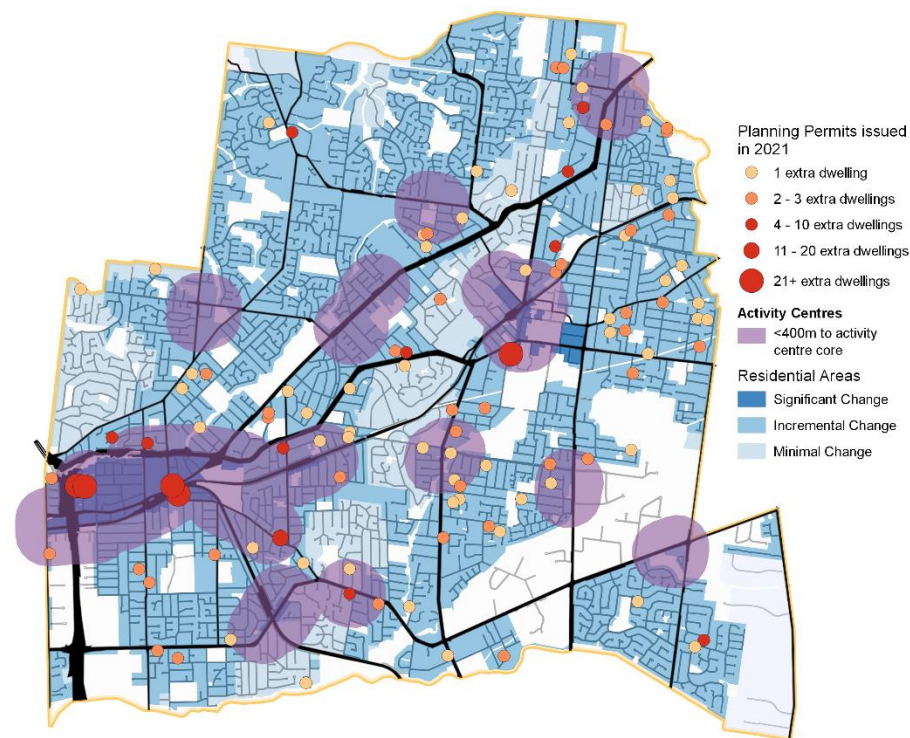 Planning Permits issued
in 2021
1 extra dwelling
2 - 3 extra dwellings
4 - 10 extra dwellings
11 - 20 extra dwellings
21+ extra dwellings
Activity Centres
<400m to activity
centre core
Residential Areas
Significant Change
Incremental Change
Minimal Change